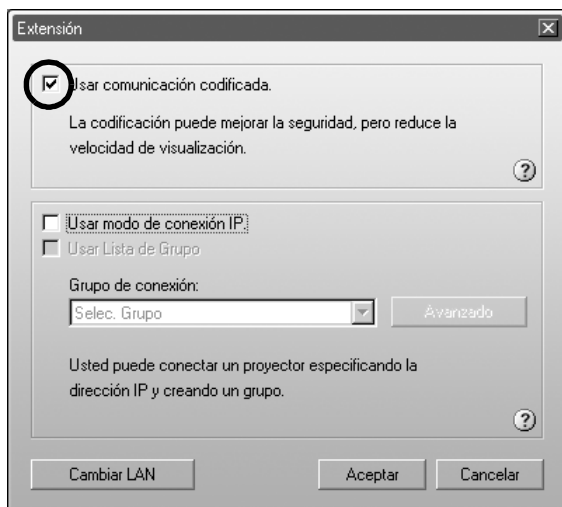 Extensión
Usar comunicación codificada.
La codificación puede mejorar la seguridad, pero reduce la
velocidad de visualización.
?
Usar modo de conexión IP.
Usar Lista de Grupo
Grupo de conexión:
Selec. Grupo
Avanzado
Usted puede conectar un proyector especificando la
dirección IP y creando un grupo.
?
Cambiar LAN
Aceptar
Cancelar